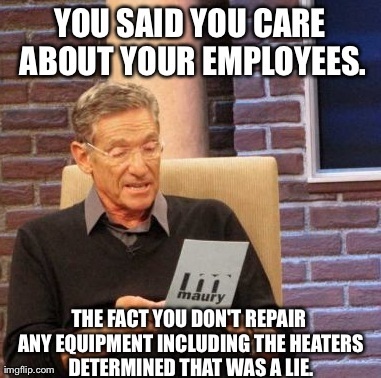 YOU SAID YOU CARE
ABOUT YOUR EMPLOYEES.
maury
THE FACT YOU DON'T REPAIR
ANY EQUIPMENT INCLUDING THE HEATERS
DETERMINED THAT WAS A LIE.
imgflip.com